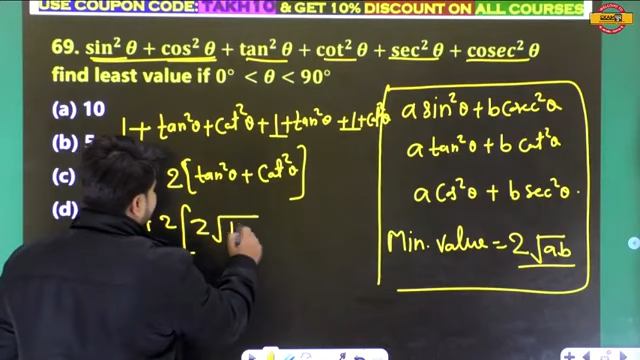 USE COUPON CODE: TAKH10 & GET 10% DISCOUNT ON ALL COURSES
69. sin² θ + cos² θ + tan² θ + cot² θ + sec² θ + cosec² θ
find least value if 0° < θ < 90°
(a) 10
(b) 5
(c)
(d)
1 + tan²θ + Cot²θ + 1 + tan²θ + 1 + Cot²θ
2[tan²θ + Cot²θ]
2[2√1
a sin²θ + b cosec²θ
a tan²θ + b cot²θ
a cos²θ + b sec²θ.
Min. value = 2√a.b